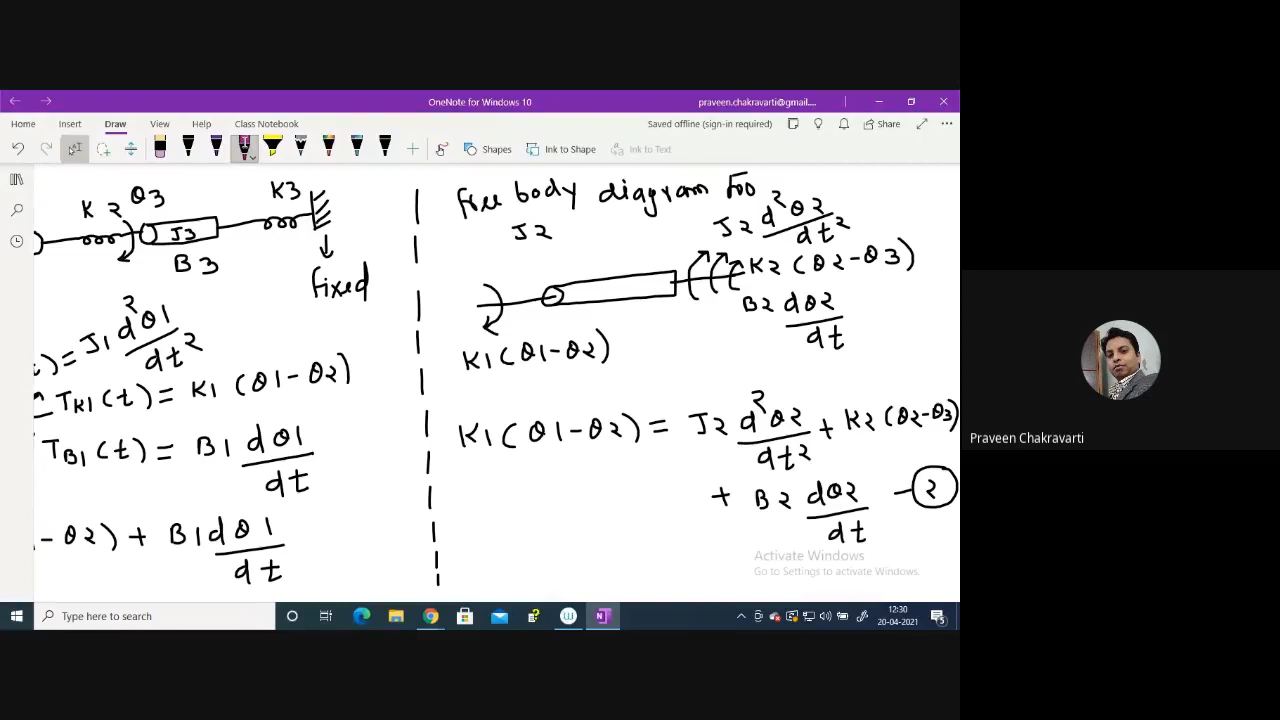 OneNote for Windows 10
praveen.chakravarti@gmail....
Home Insert Draw View Help Class Notebook
Saved offline (sign-in required)
Share
Shapes
Ink to Shape
Ink to Text
K2 θ3 K3
J3
B3
fixed
t) = J1 d²θ1/dt²
TK1(t) = K1 (θ1-θ2)
TB1(t) = B1 dθ1/dt
- θ2) + B1 dθ1/dt
free body diagram for
J2
J2 d²θ2/dt²
K2 (θ2-θ3)
B2 dθ2/dt
K1(θ1-θ2)
K1(θ1-θ2) = J2 d²θ2/dt² + K2 (θ2-θ3)
+ B2 dθ2/dt - 2
Activate Windows
Go to Settings to activate Windows.
Praveen Chakravarti
Type here to search
12:30
20-04-2021
5